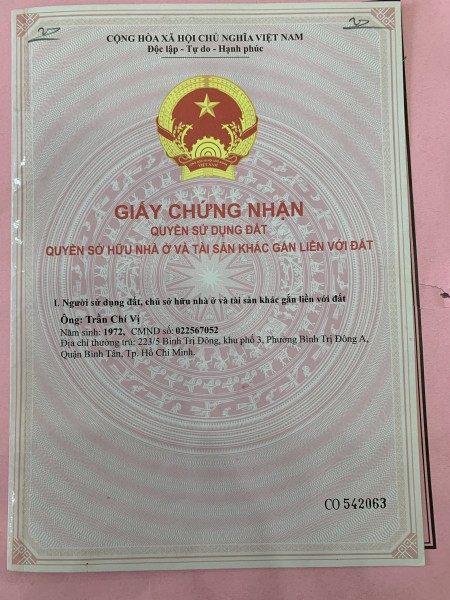 CỘNG HÒA XÃ HỘI CHỦ NGHĨA VIỆT NAM
Độc lập - Tự do - Hạnh phúc
GIẤY CHỨNG NHẬN
QUYỀN SỬ DỤNG ĐẤT
QUYỀN SỞ HỮU NHÀ Ở VÀ TÀI SẢN KHÁC GẮN LIỀN VỚI ĐẤT
I. Người sử dụng đất, chủ sở hữu nhà ở và tài sản khác gắn liền với đất
Ông: Trần Chí Vị
Năm sinh: 1972, CMND số: 022567052
Địa chỉ thường trú: 223/5 Bình Trị Đông, khu phố 3, Phường Bình Trị Đông A,
Quận Bình Tân, Tp. Hồ Chí Minh.
CO 542063